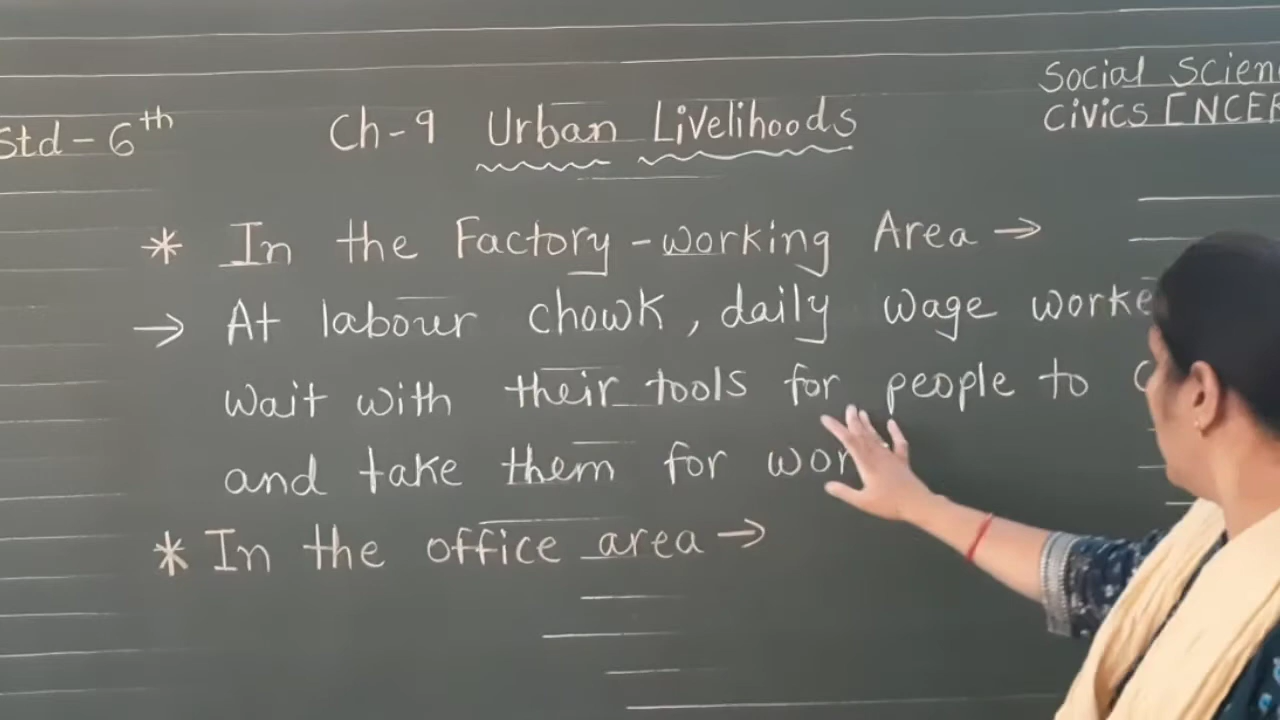 Std-6th
Ch-9 Urban Livelihoods
Social Scien
Civics [NCER
* In the Factory-working Area →
→ At labour chowk, daily wage worke
wait with their tools for people to
and take them for wor
* In the office area →